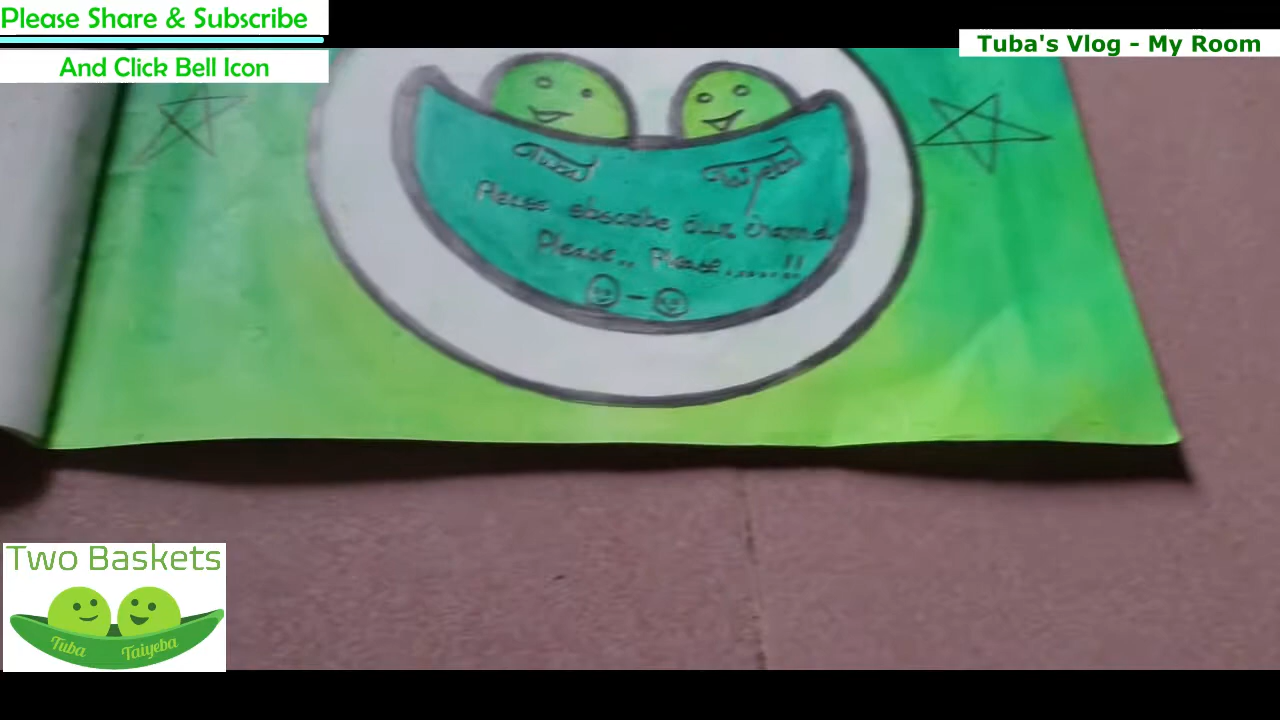 Please Share & Subscribe
And Click Bell Icon
Tuba's Vlog - My Room
Tuba
Taiyeba
Please sbscribe our channel
Please.. Please.......!!
Two Baskets
Tuba
Taiyeba